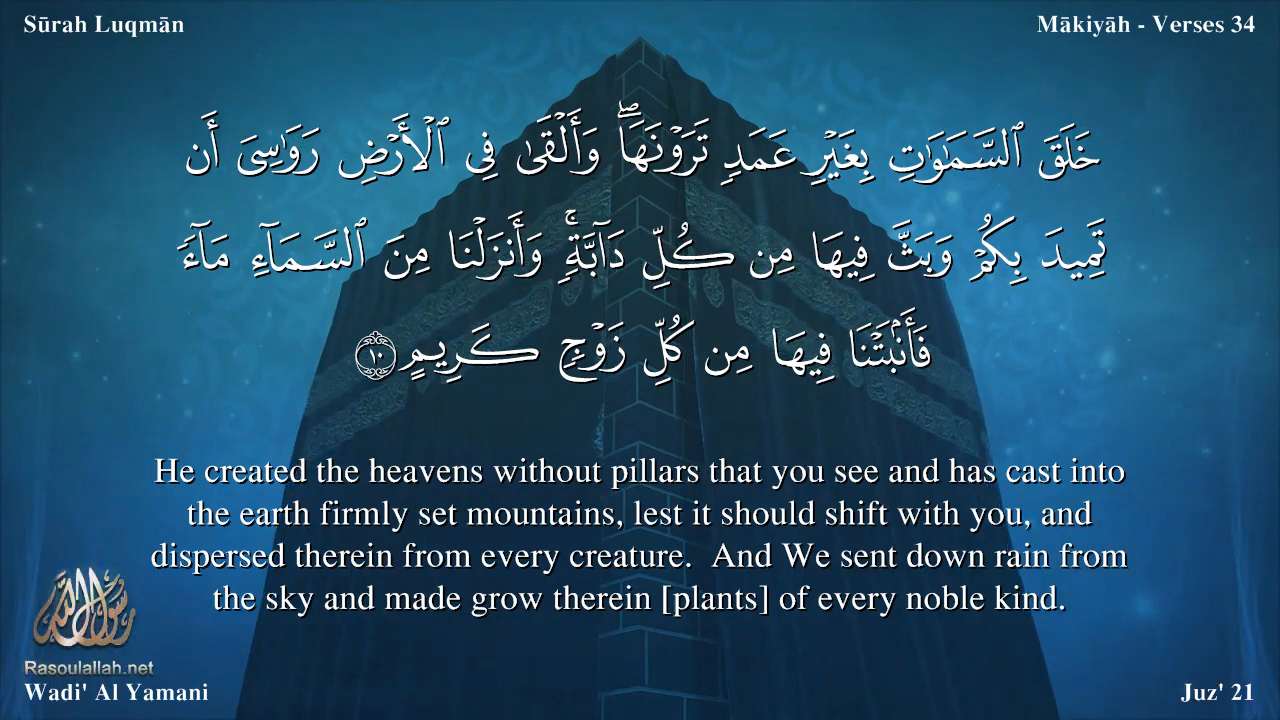 Sūrah Luqmān
Mākiyāh - Verses 34
خَلَقَ ٱلسَّمَٰوَٰتِ بِغَيْرِ عَمَدٍ تَرَوْنَهَا ۖ وَأَلْقَىٰ فِى ٱلْأَرْضِ رَوَٰسِىَ أَن
تَمِيدَ بِكُمْ وَبَثَّ فِيهَا مِن كُلِّ دَآبَّةٍ ۚ وَأَنزَلْنَا مِنَ ٱلسَّمَآءِ مَآءً
فَأَنۢبَتْنَا فِيهَا مِن كُلِّ زَوْجٍ كَرِيمٍ ١٠
He created the heavens without pillars that you see and has cast into
the earth firmly set mountains, lest it should shift with you, and
dispersed therein from every creature.  And We sent down rain from
the sky and made grow therein [plants] of every noble kind.
رسول الله
Rasoulallah.net
Wadi' Al Yamani
Juz' 21